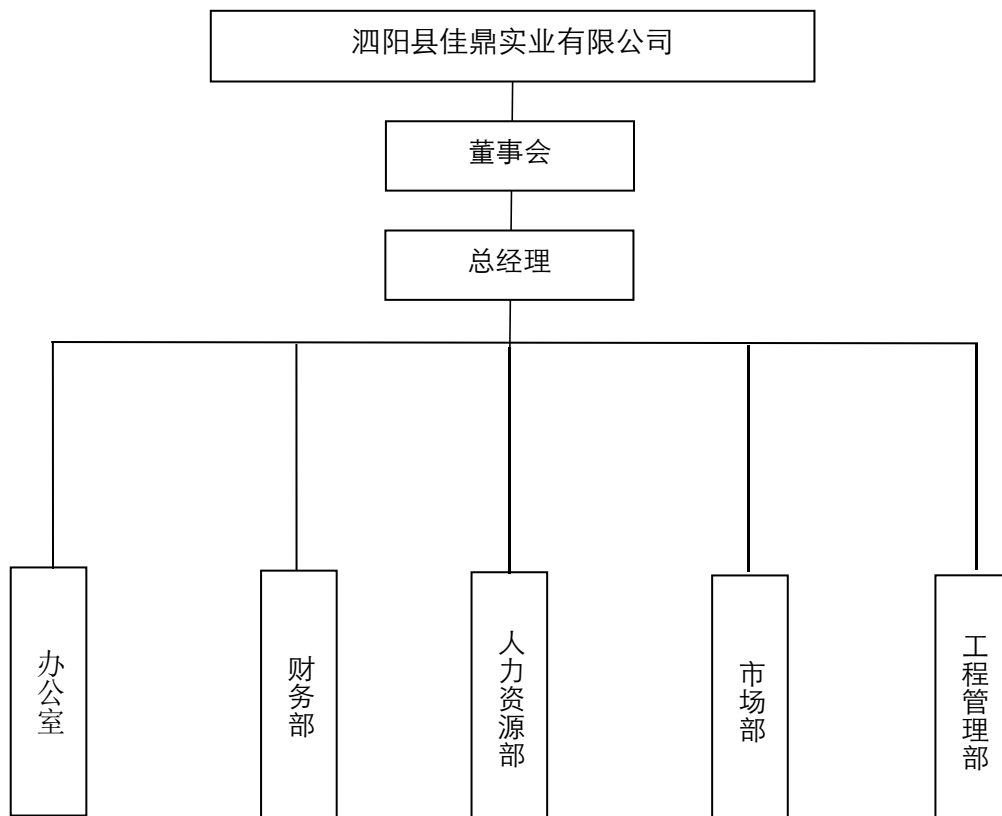 泗阳县佳鼎实业有限公司
董事会
总经理
办公室
财务部
人力资源部
市场部
工程管理部